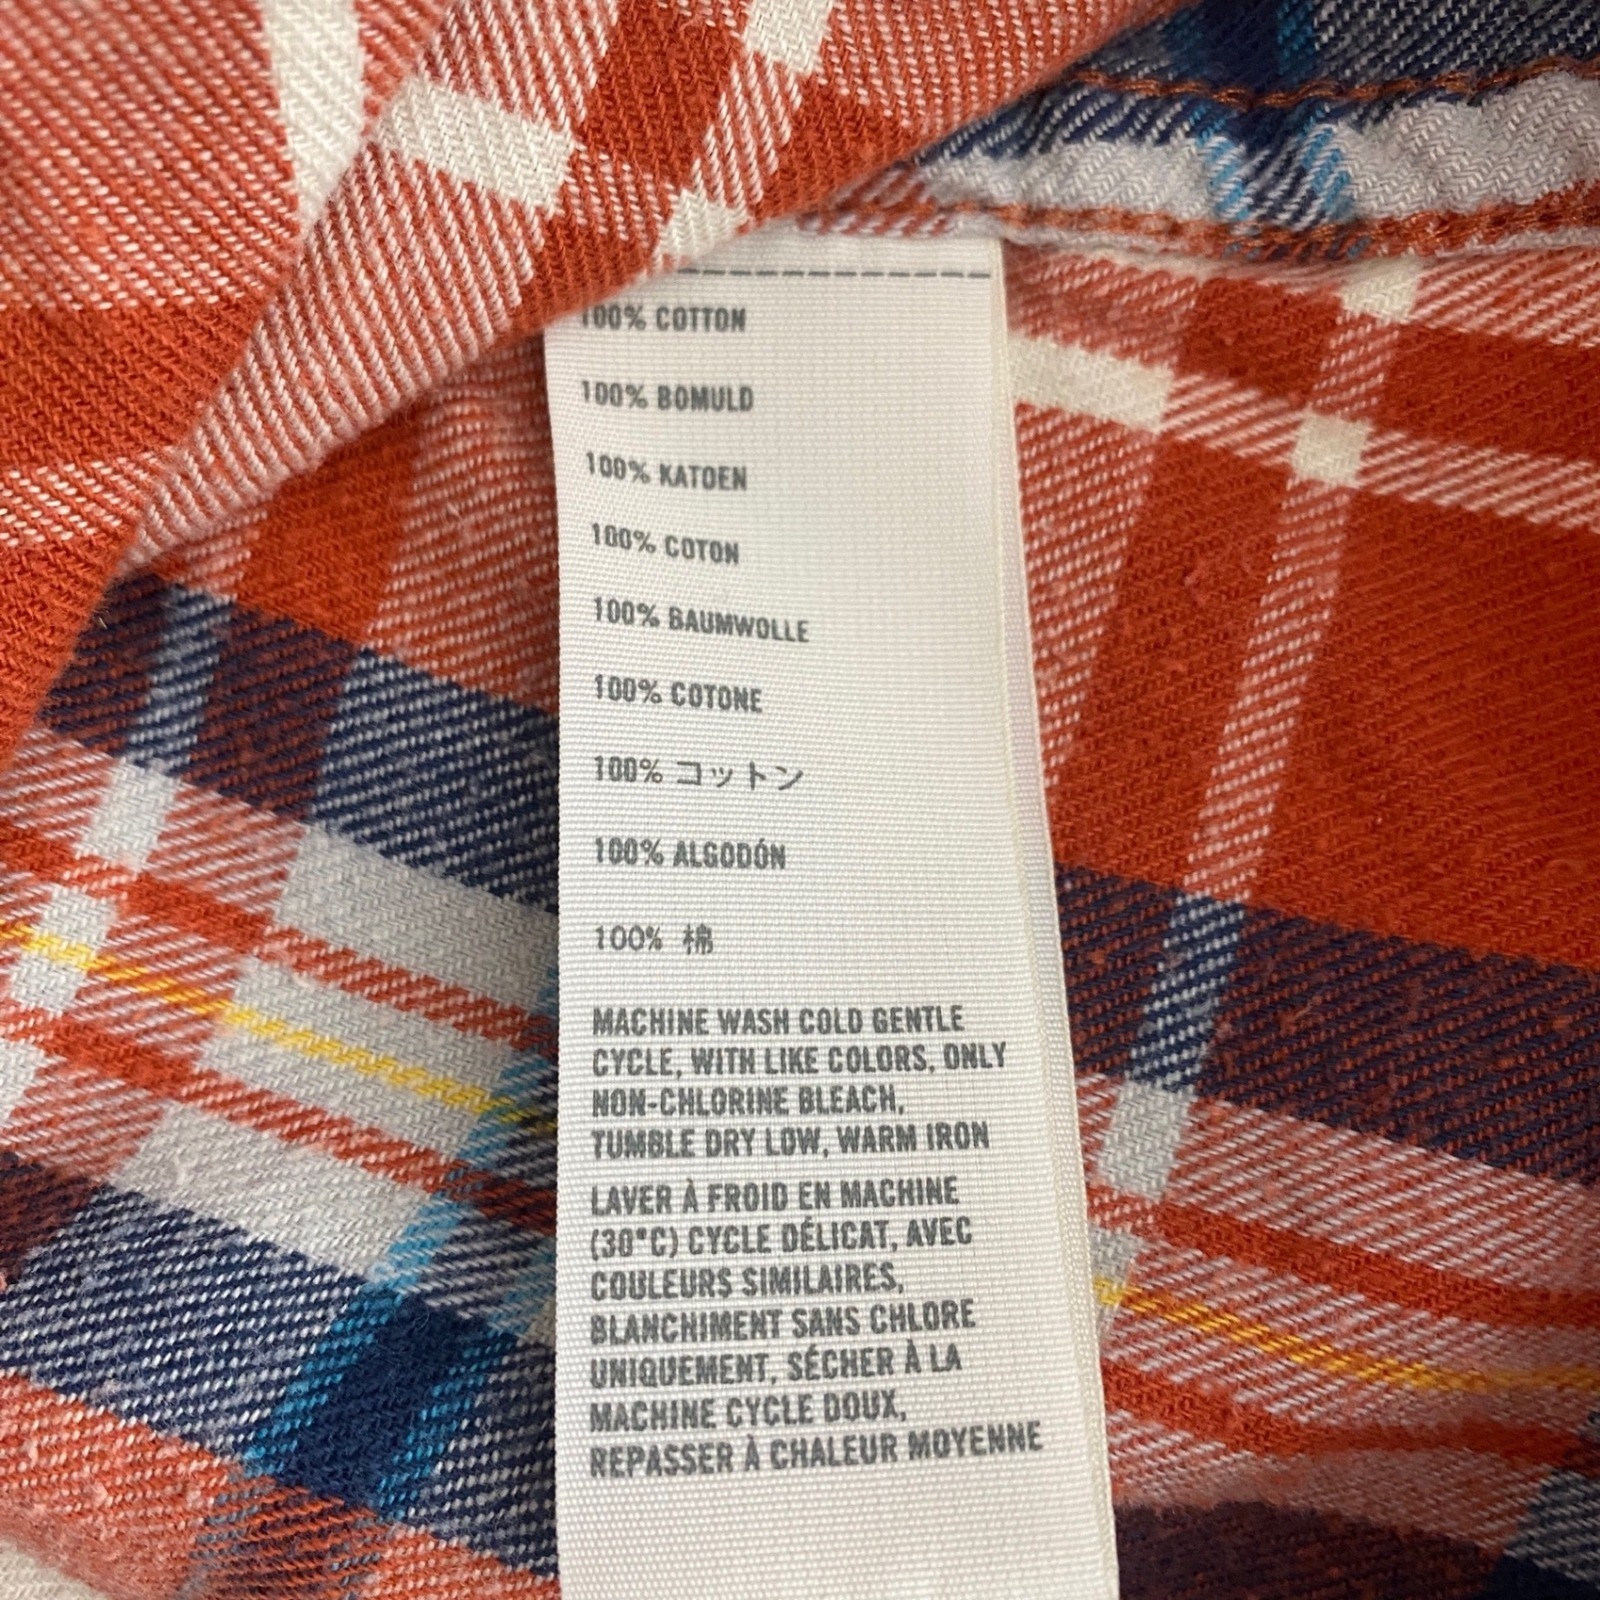 100% COTTON
100% BOMULD
100% KATOEN
100% COTON
100% BAUMWOLLE
100% COTONE
100% コットン
100% ALGODÓN
100% 棉
MACHINE WASH COLD GENTLE
CYCLE, WITH LIKE COLORS, ONLY
NON-CHLORINE BLEACH,
TUMBLE DRY LOW, WARM IRON
LAVER À FROID EN MACHINE
(30°C) CYCLE DÉLICAT, AVEC
COULEURS SIMILAIRES,
BLANCHIMENT SANS CHLORE
UNIQUEMENT, SÉCHER À LA
MACHINE CYCLE DOUX,
REPASSER À CHALEUR MOYENNE